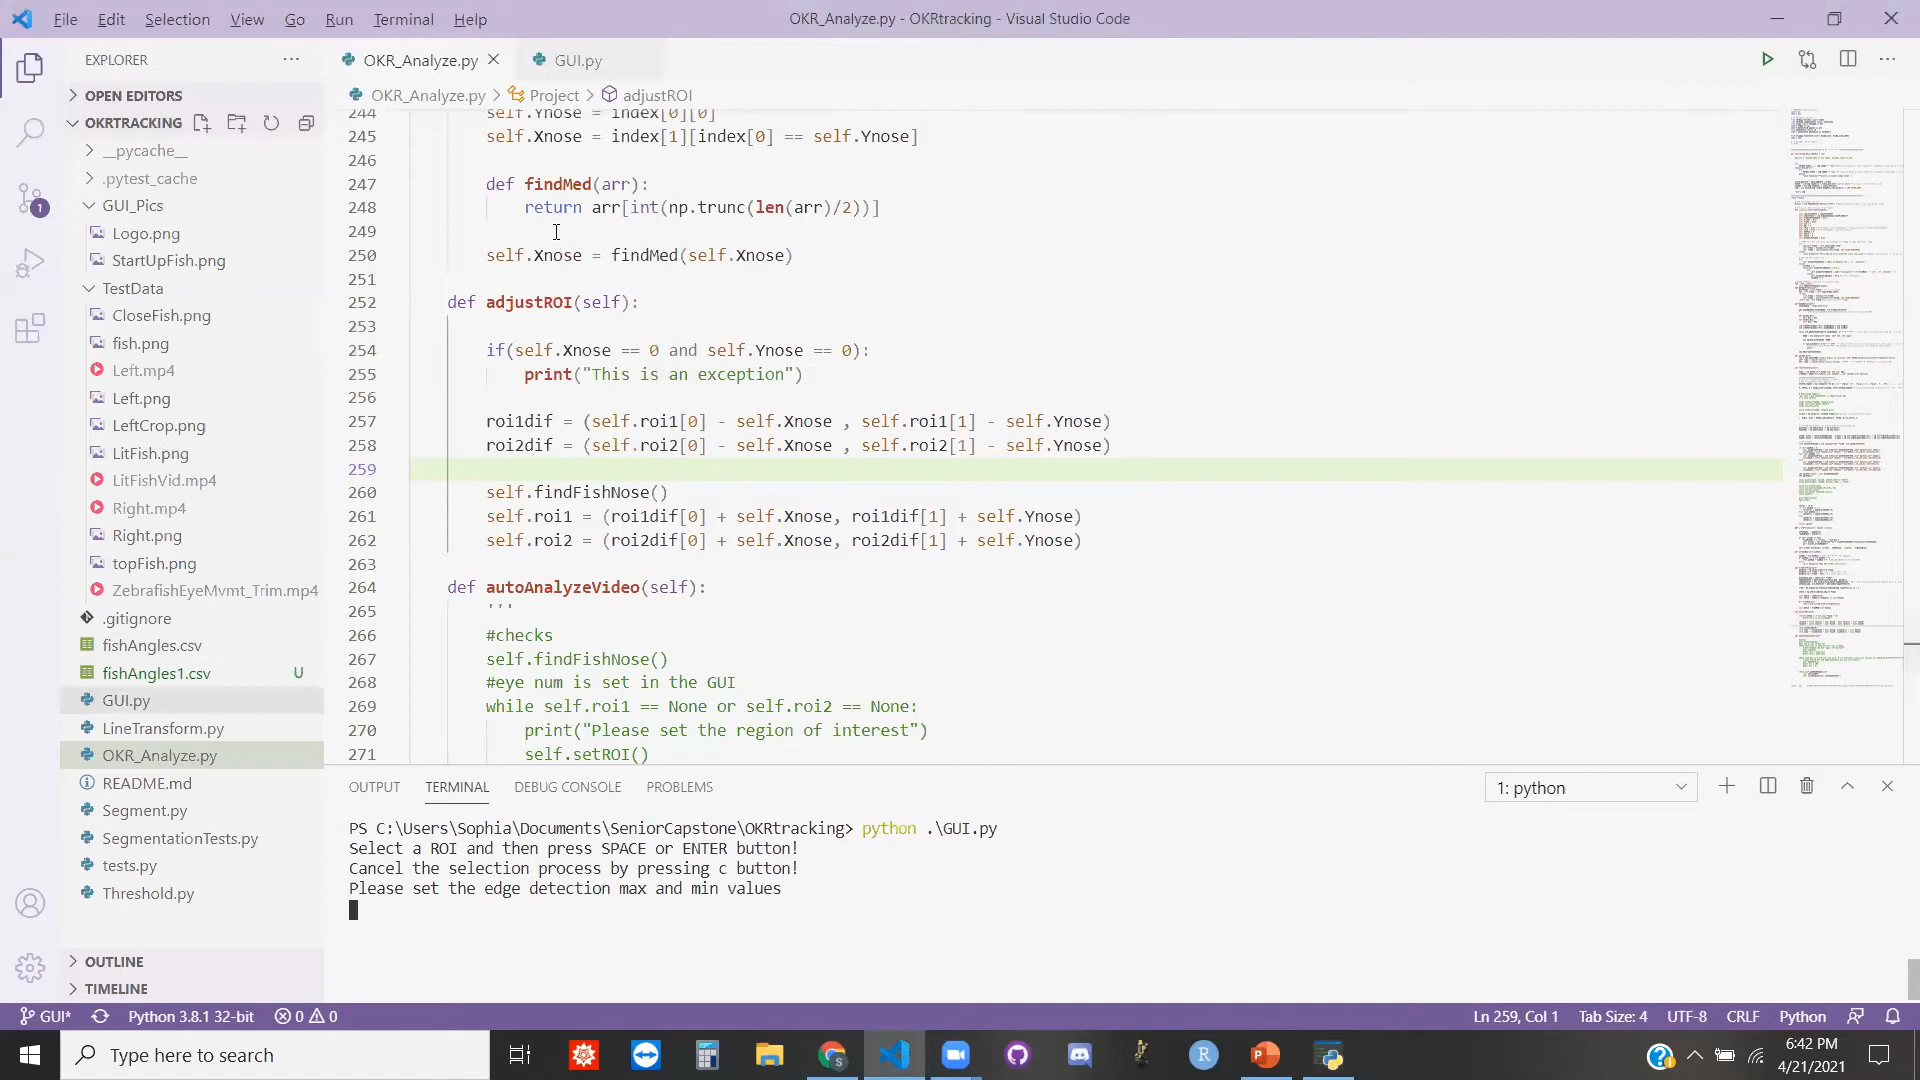 File Edit Selection View Go Run Terminal Help
OKR_Analyze.py - OKRtracking - Visual Studio Code
EXPLORER
OPEN EDITORS
OKRTRACKING
__pycache__
.pytest_cache
GUI_Pics
Logo.png
StartUpFish.png
TestData
CloseFish.png
fish.png
Left.mp4
Left.png
LeftCrop.png
LitFish.png
LitFishVid.mp4
Right.mp4
Right.png
topFish.png
ZebrafishEyeMvmt_Trim.mp4
.gitignore
fishAngles.csv
fishAngles1.csv U
GUI.py
LineTransform.py
OKR_Analyze.py
README.md
Segment.py
SegmentationTests.py
tests.py
Threshold.py
OUTLINE
TIMELINE
1
OKR_Analyze.py GUI.py
OKR_Analyze.py > Project > adjustROI
244 self.Ynose = index[0][0]
245 self.Xnose = index[1][index[0] == self.Ynose]
246
247 def findMed(arr):
248 return arr[int(np.trunc(len(arr)/2))]
249
250 self.Xnose = findMed(self.Xnose)
251
252 def adjustROI(self):
253
254 if(self.Xnose == 0 and self.Ynose == 0):
255 print("This is an exception")
256
257 roi1dif = (self.roi1[0] - self.Xnose , self.roi1[1] - self.Ynose)
258 roi2dif = (self.roi2[0] - self.Xnose , self.roi2[1] - self.Ynose)
259
260 self.findFishNose()
261 self.roi1 = (roi1dif[0] + self.Xnose, roi1dif[1] + self.Ynose)
262 self.roi2 = (roi2dif[0] + self.Xnose, roi2dif[1] + self.Ynose)
263
264 def autoAnalyzeVideo(self):
265 '''
266 #checks
267 self.findFishNose()
268 #eye num is set in the GUI
269 while self.roi1 == None or self.roi2 == None:
270 print("Please set the region of interest")
271 self.setROI()
OUTPUT TERMINAL DEBUG CONSOLE PROBLEMS
1: python
PS C:\Users\Sophia\Documents\SeniorCapstone\OKRtracking> python .\GUI.py
Select a ROI and then press SPACE or ENTER button!
Cancel the selection process by pressing c button!
Please set the edge detection max and min values
GUI* Python 3.8.1 32-bit 0 0
Ln 259, Col 1 Tab Size: 4 UTF-8 CRLF Python
Type here to search
6:42 PM
4/21/2021